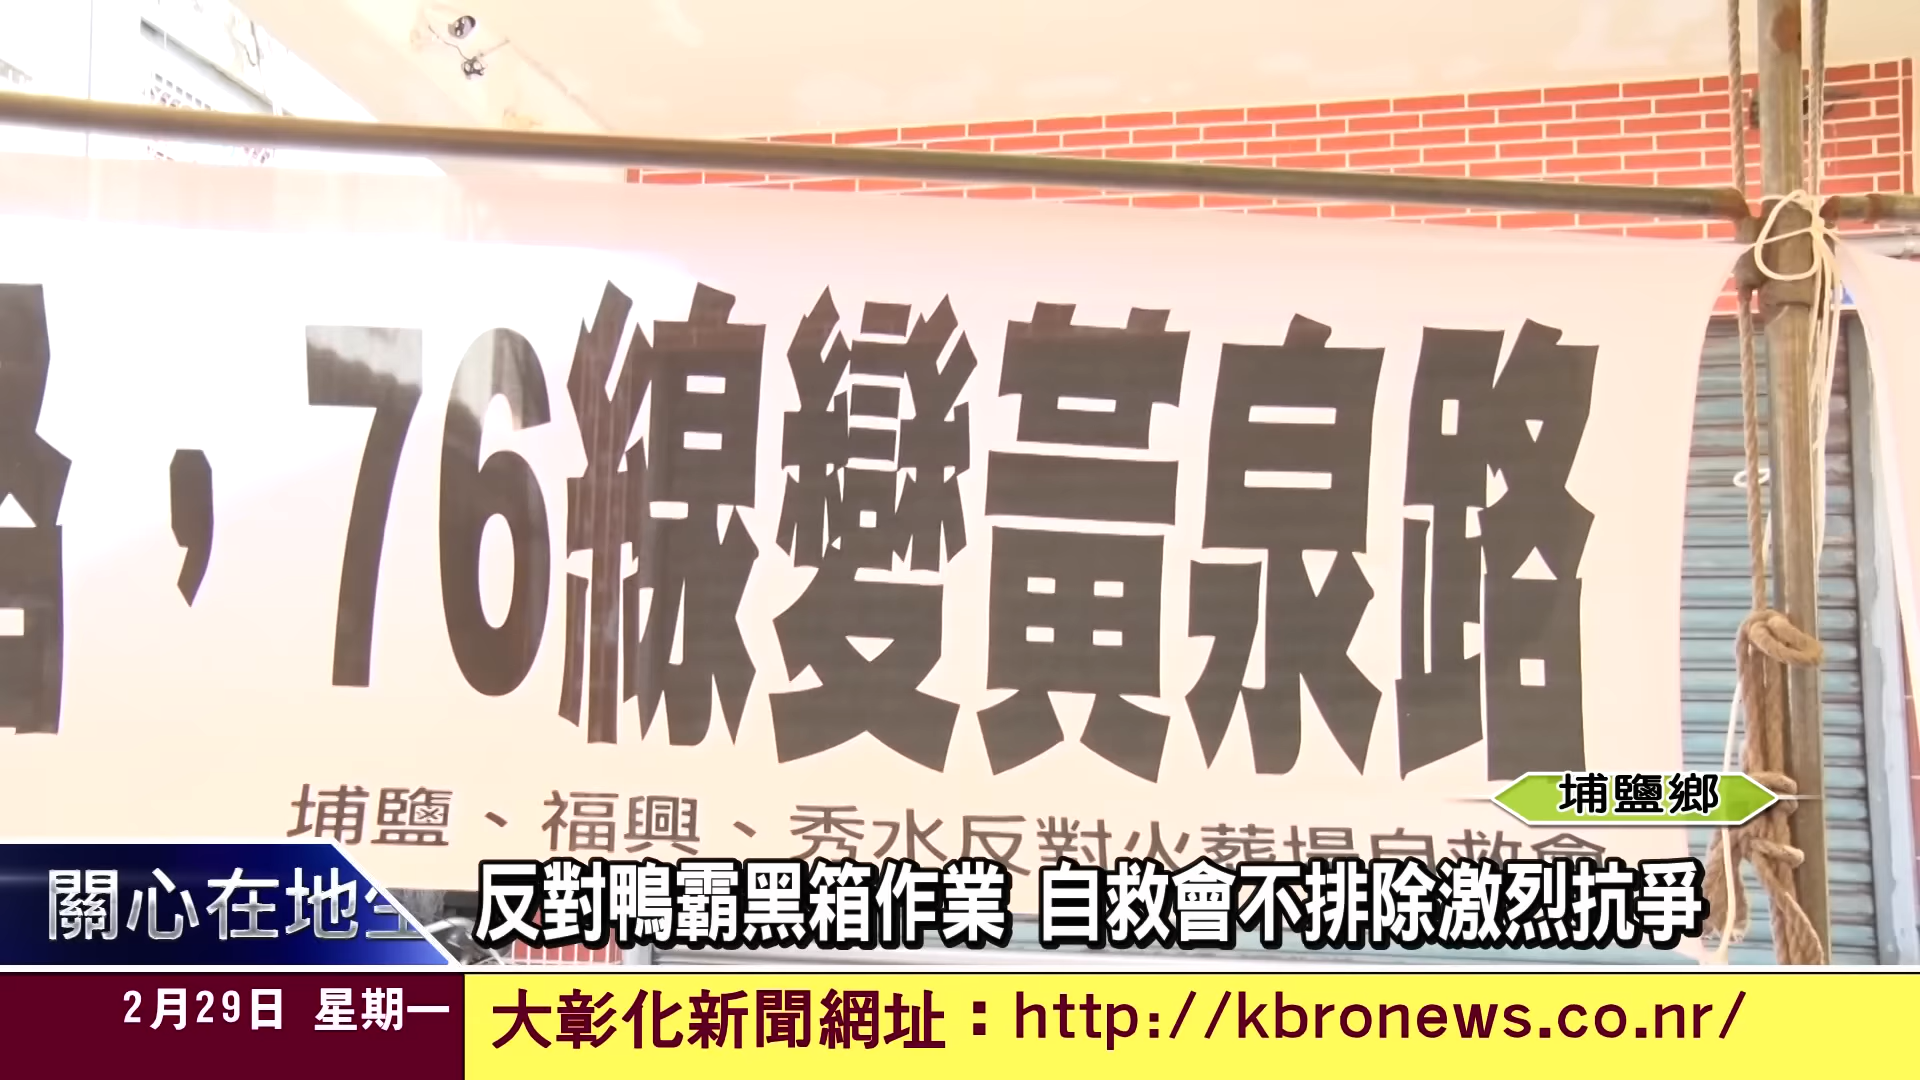 路，76線變黃泉路
埔鹽、福興、秀水反對火葬場自救會
埔鹽鄉
關心在地生
反對鴨霸黑箱作業 自救會不排除激烈抗爭
2月29日 星期一
大彰化新聞網址：http://kbronews.co.nr/